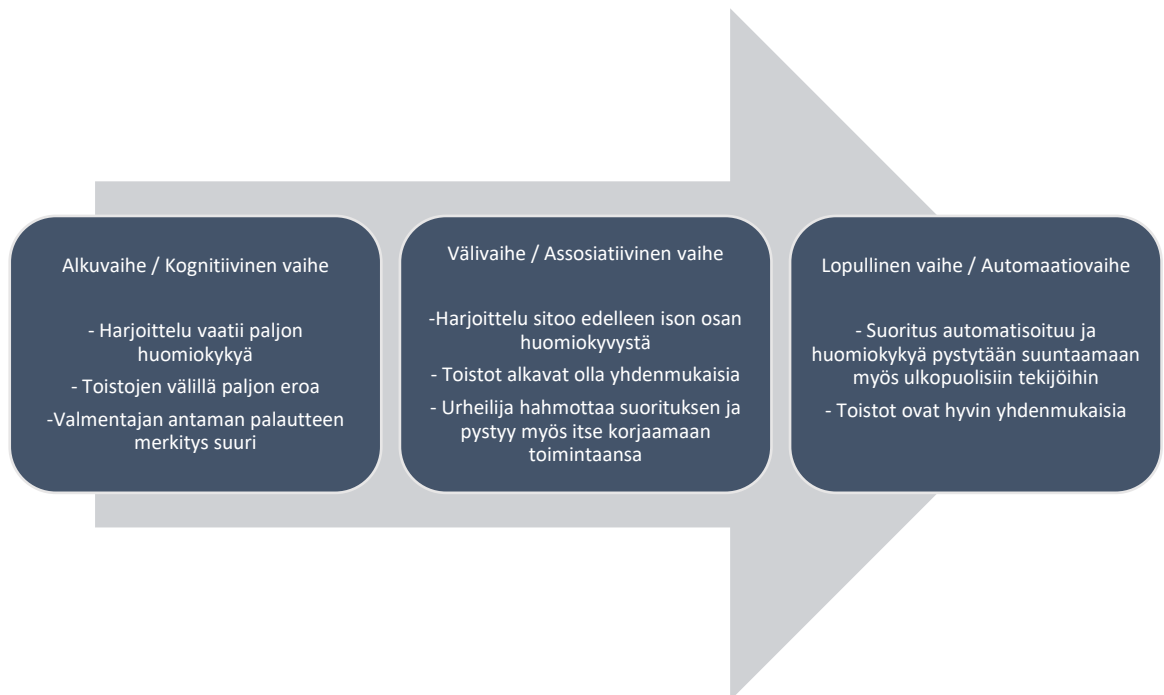 Alkuvaihe / Kognitiivinen vaihe
- Harjoittelu vaatii paljon
huomiokykyä
- Toistojen välillä paljon eroa
-Valmentajan antaman palautteen
merkitys suuri
Välivaihe / Assosiatiivinen vaihe
-Harjoittelu sitoo edelleen ison osan
huomiokyvystä
- Toistot alkavat olla yhdenmukaisia
- Urheilija hahmottaa suorituksen ja
pystyy myös itse korjaamaan
toimintaansa
Lopullinen vaihe / Automaatiovaihe
- Suoritus automatisoituu ja
huomiokykyä pystytään suuntaamaan
myös ulkopuolisiin tekijöihin
- Toistot ovat hyvin yhdenmukaisia